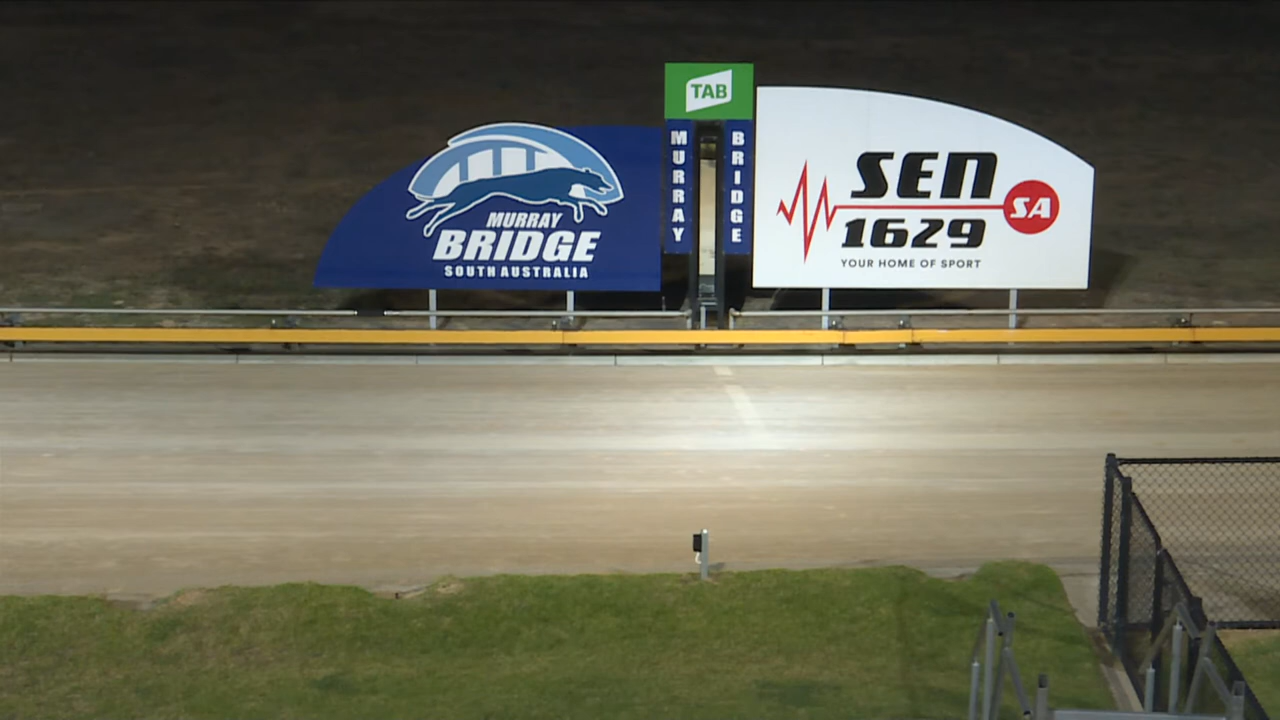 TAB
MURRAY
BRIDGE
MURRAY
BRIDGE
SOUTH AUSTRALIA
SEN
SA
1629
YOUR HOME OF SPORT